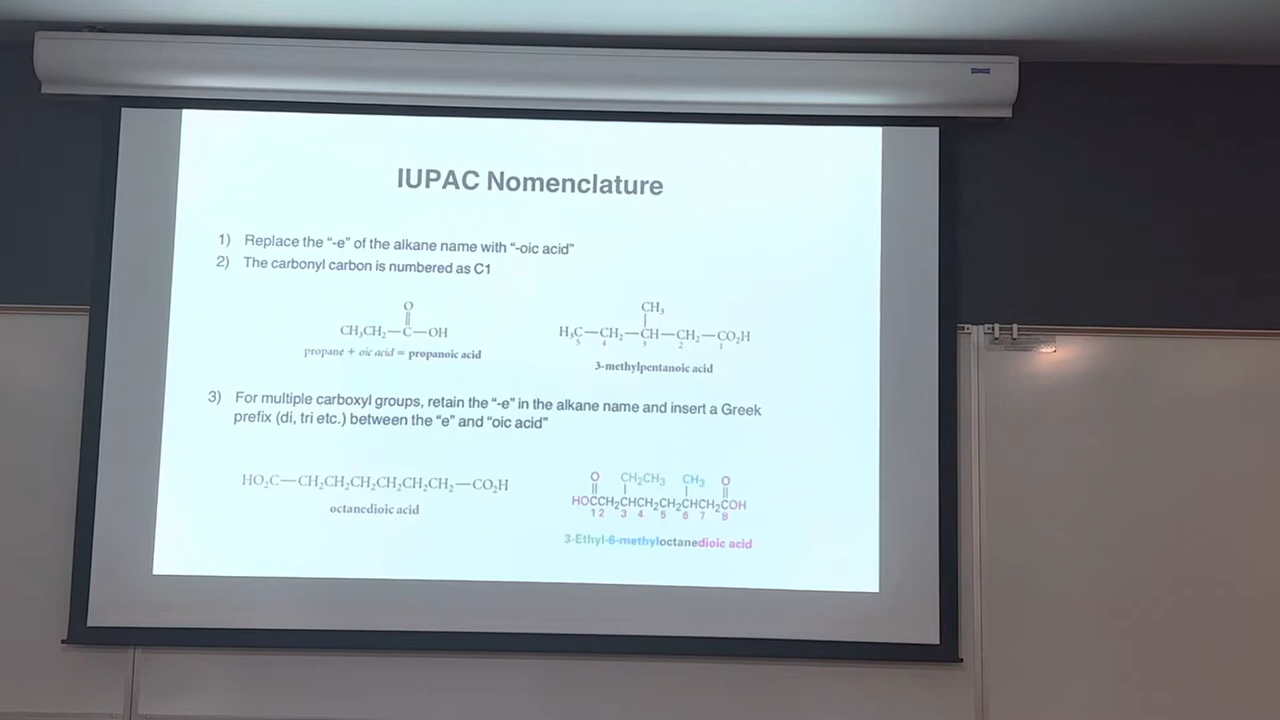 IUPAC Nomenclature
1) Replace the “-e” of the alkane name with “-oic acid”
2) The carbonyl carbon is numbered as C1
O
CH₃CH₂—C—OH
propane + oic acid = propanoic acid
CH₃
H₃C—CH₂—CH—CH₂—CO₂H
5 4 3 2 1
3-methylpentanoic acid
3) For multiple carboxyl groups, retain the “-e” in the alkane name and insert a Greek
prefix (di, tri etc.) between the “e” and “oic acid”
HO₂C—CH₂CH₂CH₂CH₂CH₂CH₂—CO₂H
octanedioic acid
O CH₂CH₃ CH₃ O
HOCCH₂CHCH₂CH₂CHCH₂COH
1 2 3 4 5 6 7 8
3-Ethyl-6-methyloctanedioic acid